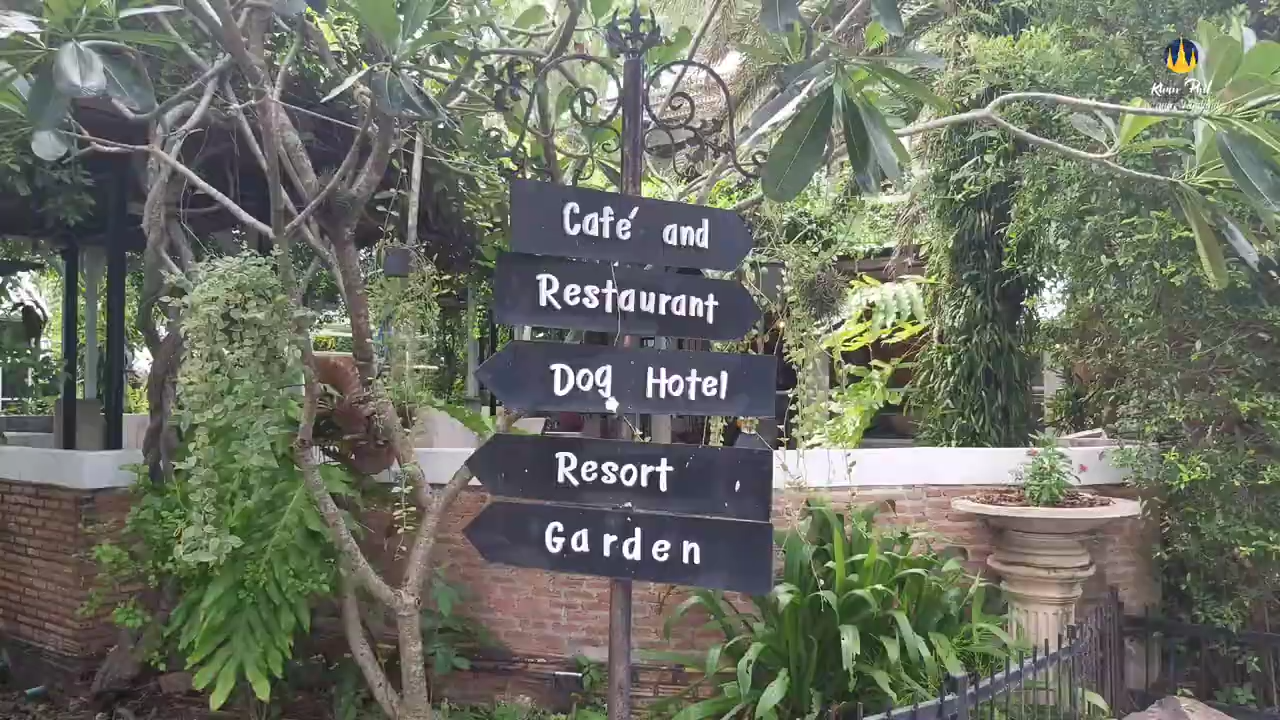 Café and
Restaurant
Dog Hotel
Resort
Garden